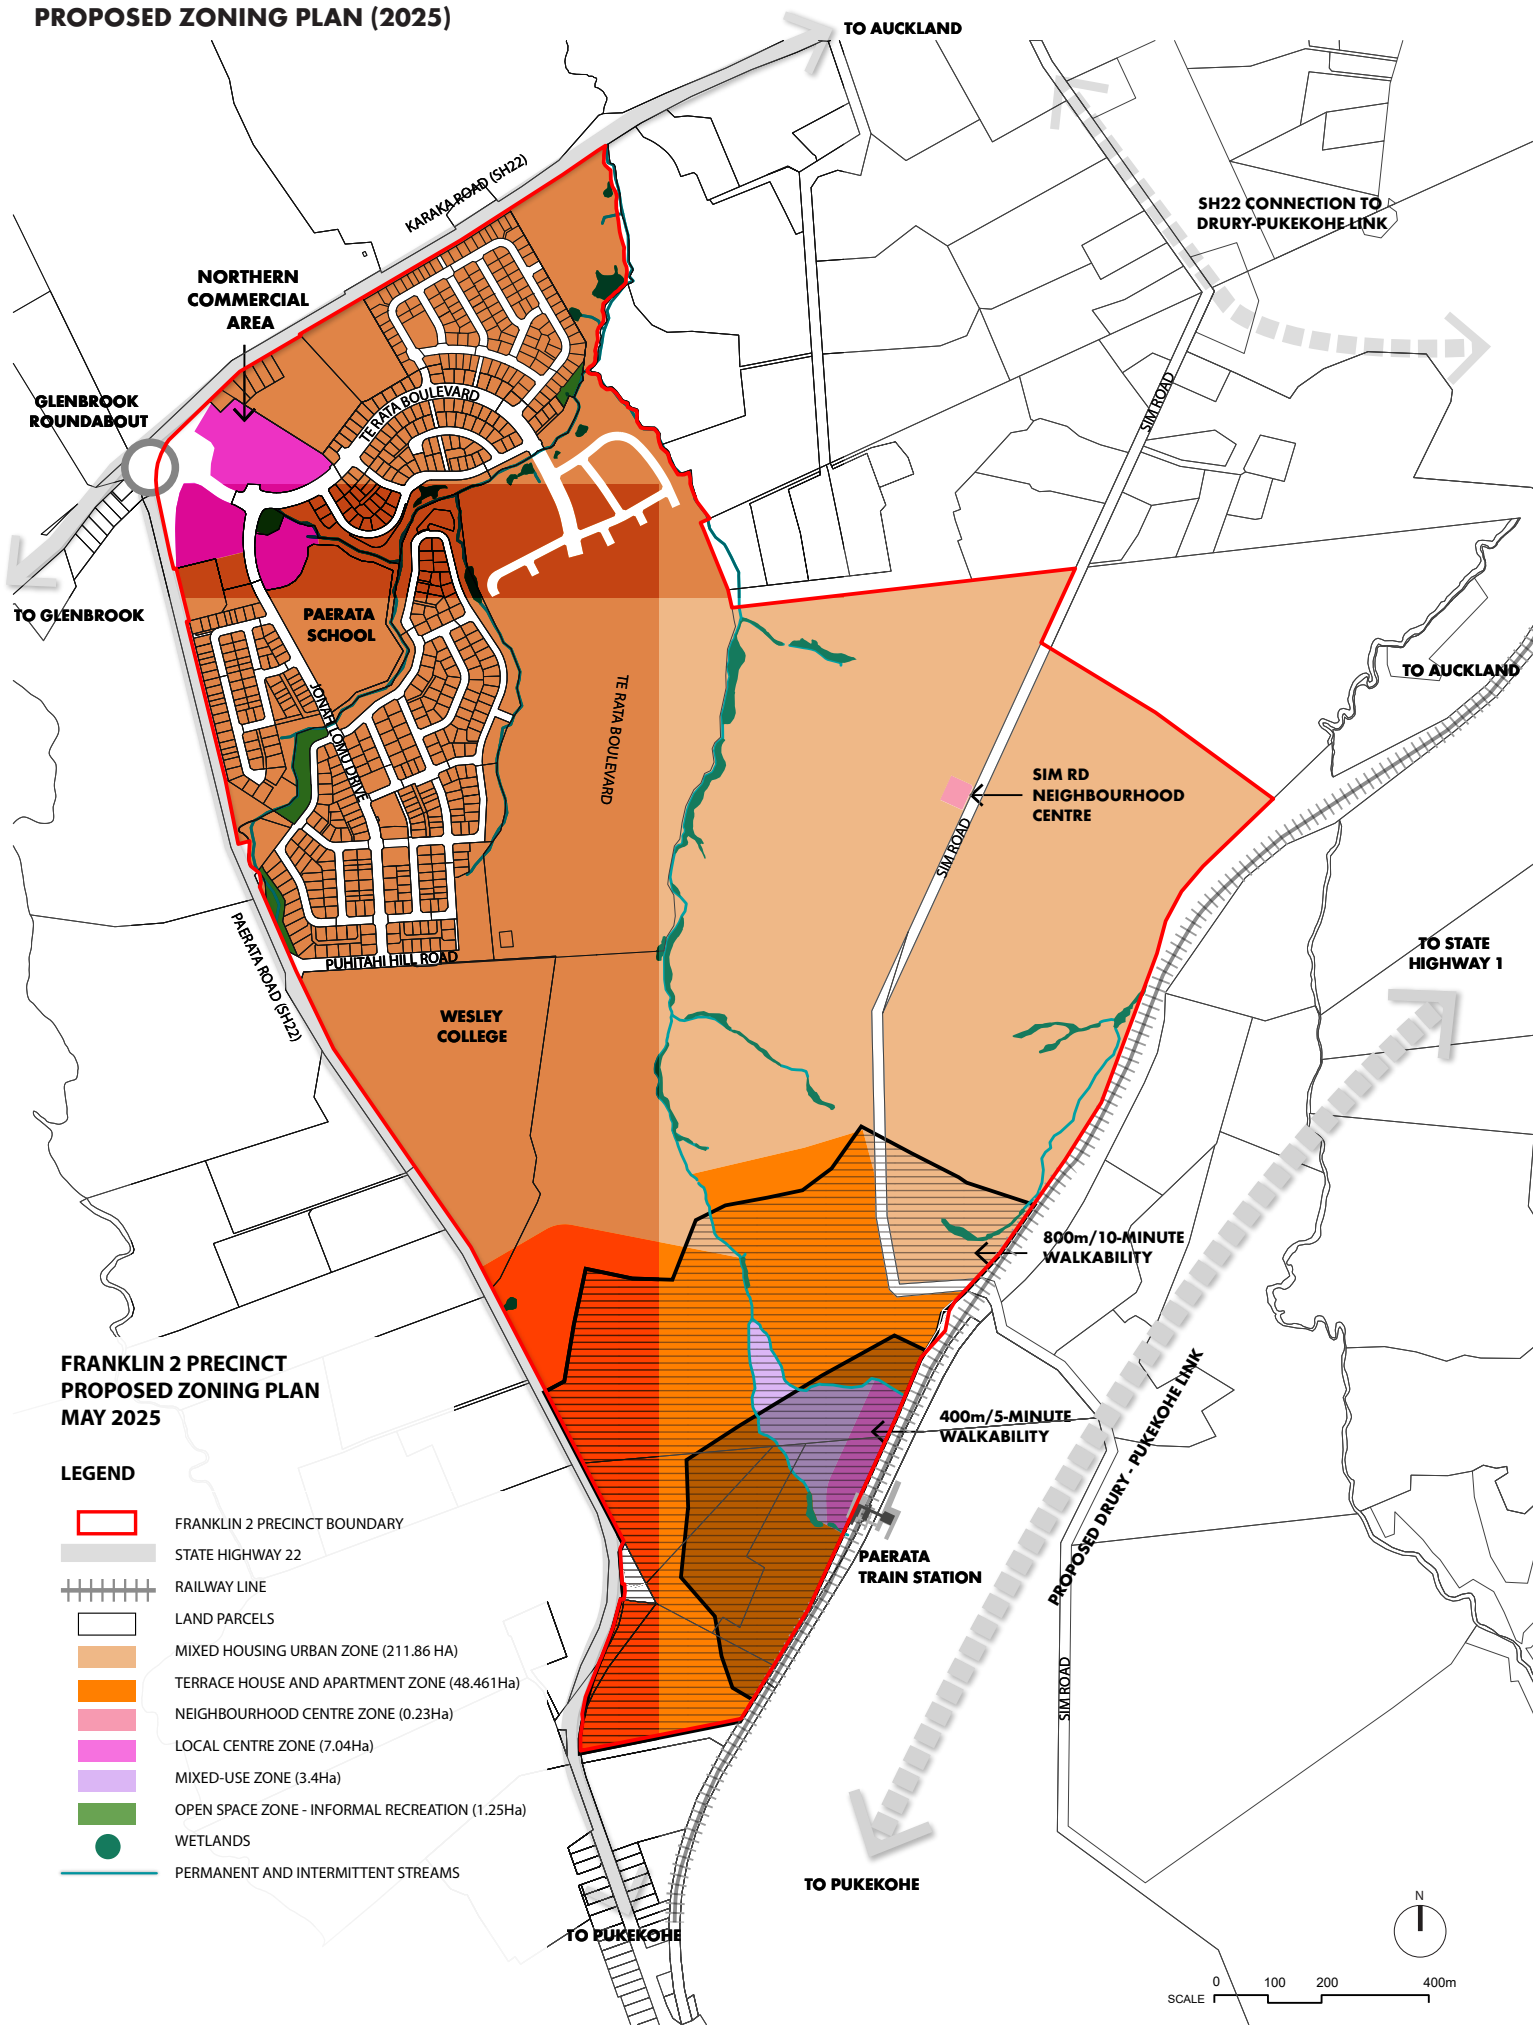 PROPOSED ZONING PLAN (2025)
TO AUCKLAND
KARAKA ROAD (SH22)
SH22 CONNECTION TO
DRURY-PUKEKOHE LINK
NORTHERN
COMMERCIAL
AREA
GLENBROOK
ROUNDABOUT
TE RATA BOULEVARD
SIM ROAD
TO GLENBROOK
PAERATA
SCHOOL
TO AUCKLAND
JONAH LOMU DRIVE
TE RATA BOULEVARD
SIM RD
NEIGHBOURHOOD
CENTRE
SIM ROAD
PAERATA ROAD (SH22)
PUHITAHI HILL ROAD
TO STATE
HIGHWAY 1
WESLEY
COLLEGE
800m/10-MINUTE
WALKABILITY
400m/5-MINUTE
WALKABILITY
PROPOSED DRURY - PUKEKOHE LINK
PAERATA
TRAIN STATION
SIM ROAD
FRANKLIN 2 PRECINCT
PROPOSED ZONING PLAN
MAY 2025
LEGEND
FRANKLIN 2 PRECINCT BOUNDARY
STATE HIGHWAY 22
RAILWAY LINE
LAND PARCELS
MIXED HOUSING URBAN ZONE (211.86 HA)
TERRACE HOUSE AND APARTMENT ZONE (48.461Ha)
NEIGHBOURHOOD CENTRE ZONE (0.23Ha)
LOCAL CENTRE ZONE (7.04Ha)
MIXED-USE ZONE (3.4Ha)
OPEN SPACE ZONE - INFORMAL RECREATION (1.25Ha)
WETLANDS
PERMANENT AND INTERMITTENT STREAMS
TO PUKEKOHE
TO PUKEKOHE
N
0 100 200 400m
SCALE